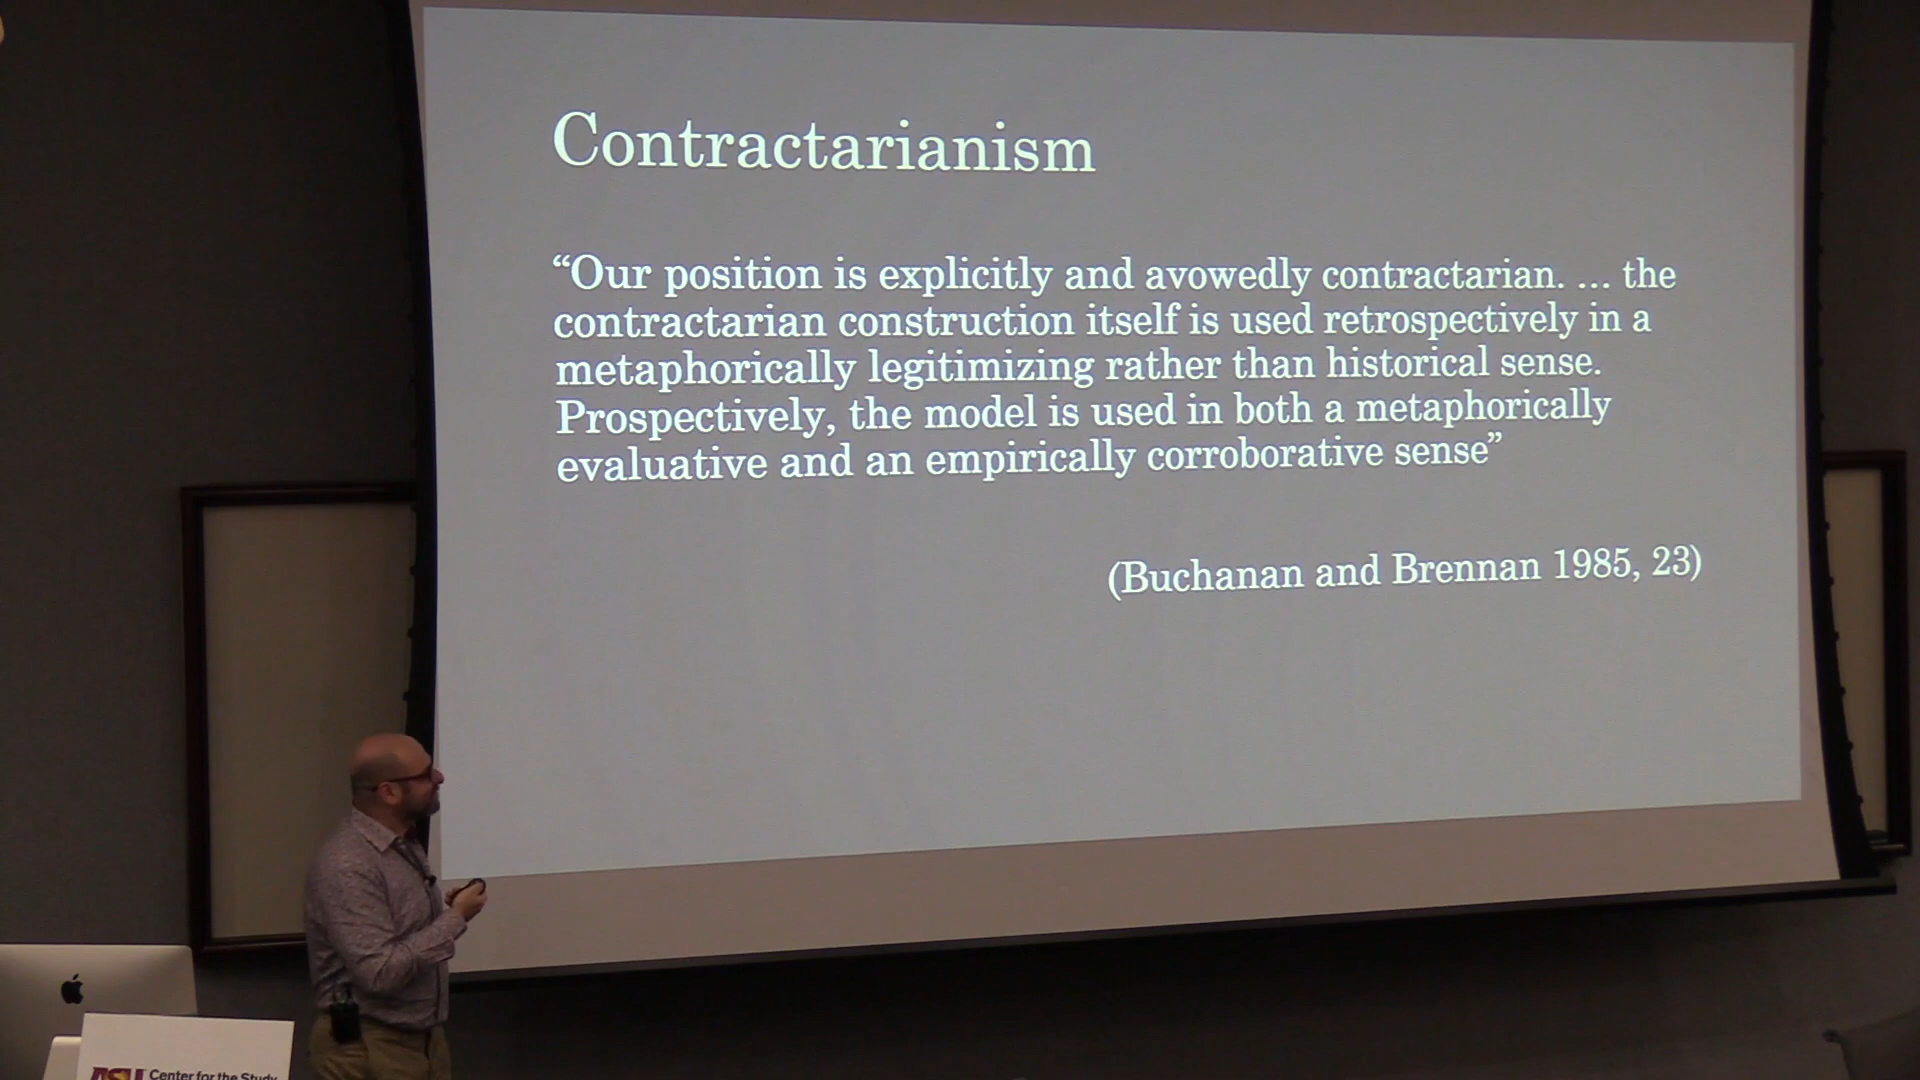 Contractarianism
“Our position is explicitly and avowedly contractarian. ... the
contractarian construction itself is used retrospectively in a
metaphorically legitimizing rather than historical sense.
Prospectively, the model is used in both a metaphorically
evaluative and an empirically corroborative sense”
(Buchanan and Brennan 1985, 23)
ASU Center for the Study